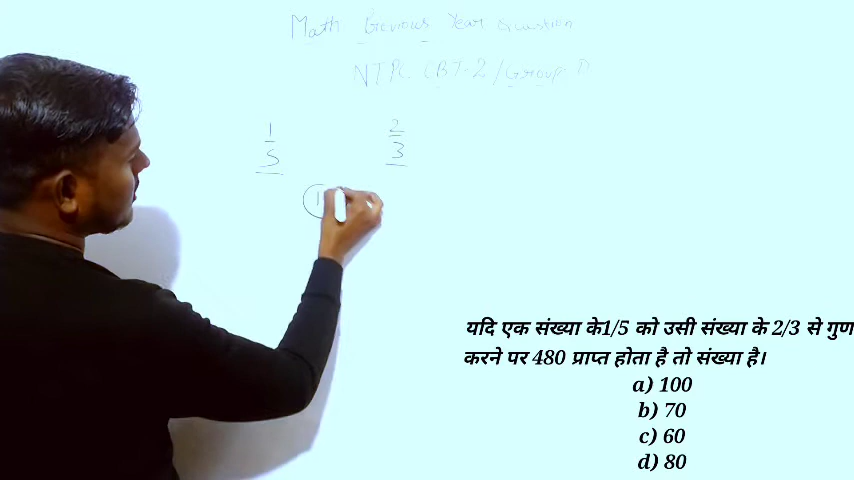 Math Previous Year Question
NTPC CBT-2/Group D
1 2
5 3
1
यदि एक संख्या के1/5 को उसी संख्या के 2/3 से गुण
करने पर 480 प्राप्त होता है तो संख्या है।
a) 100
b) 70
c) 60
d) 80